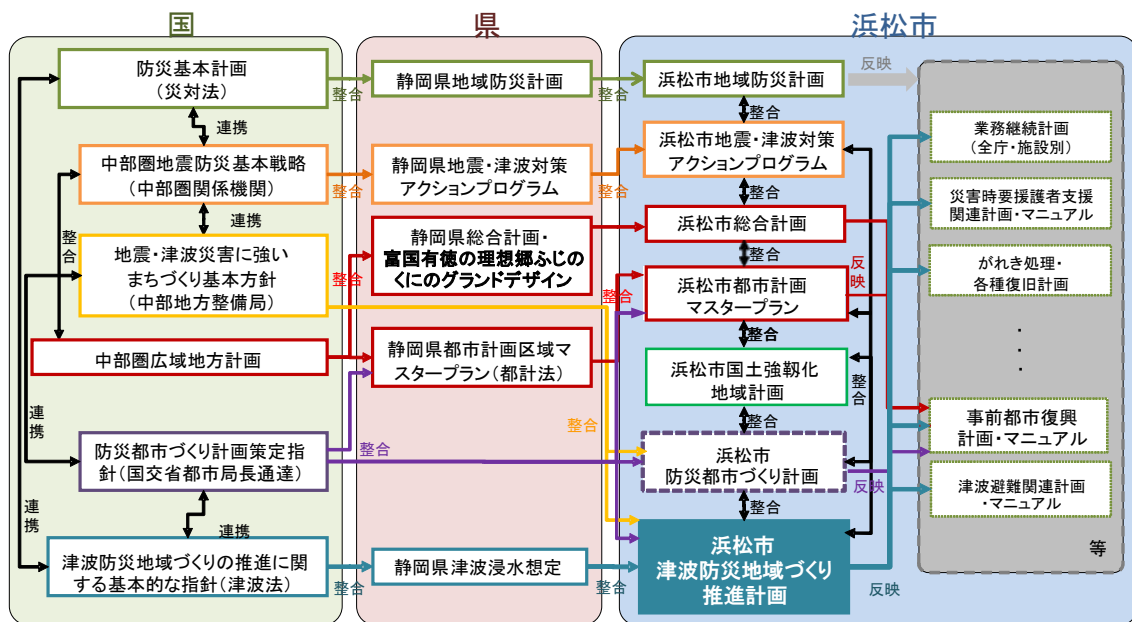 国
県
浜松市
防災基本計画
(災対法)
整合
連携
中部圏地震防災基本戦略
(中部圏関係機関)
整合
連携
整合
地震・津波災害に強い
まちづくり基本方針
(中部地方整備局)
中部圏広域地方計画
連携
防災都市づくり計画策定指
針(国交省都市局長通達)
連携
津波防災地域づくりの推進に関
する基本的な指針(津波法)
整合
静岡県地域防災計画
整合
静岡県地震・津波対策
アクションプログラム
整合
静岡県総合計画・
富国有徳の理想郷ふじの
くにのグランドデザイン
整合
整合
静岡県都市計画区域マ
スタープラン(都計法)
整合
整合
静岡県津波浸水想定
整合
浜松市地域防災計画
反映
整合
浜松市地震・津波対策
アクションプログラム
整合
浜松市総合計画
整合
反映
浜松市都市計画
マスタープラン
整合
浜松市国土強靱化
地域計画
整合
整合
浜松市
防災都市づくり計画
反映
整合
浜松市
津波防災地域づくり
推進計画
反映
業務継続計画
(全庁・施設別)
災害時要援護者支援
関連計画・マニュアル
がれき処理・
各種復旧計画
・
・
・
事前都市復興
計画・マニュアル
津波避難関連計画
・マニュアル
等